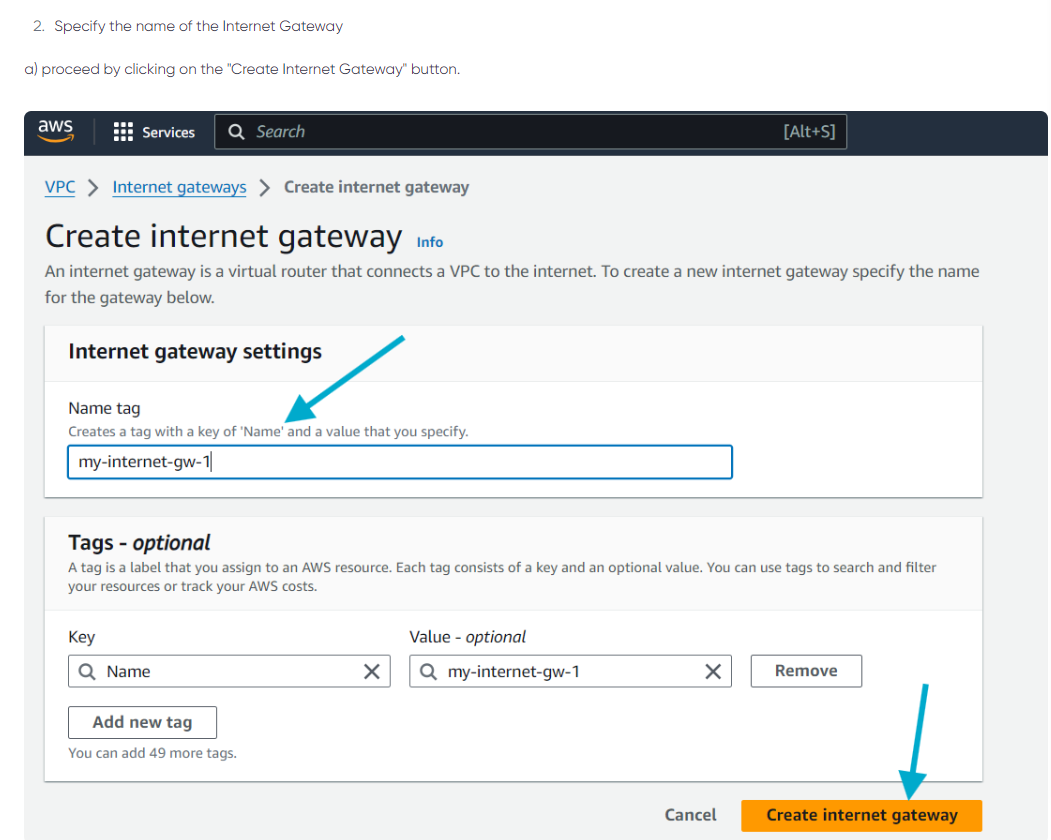 2. Specify the name of the Internet Gateway
a) proceed by clicking on the "Create Internet Gateway" button.
aws Services Search [Alt+S]
VPC > Internet gateways > Create internet gateway
Create internet gateway Info
An internet gateway is a virtual router that connects a VPC to the internet. To create a new internet gateway specify the name
for the gateway below.
Internet gateway settings
Name tag
Creates a tag with a key of 'Name' and a value that you specify.
my-internet-gw-1
Tags - optional
A tag is a label that you assign to an AWS resource. Each tag consists of a key and an optional value. You can use tags to search and filter
your resources or track your AWS costs.
Key Value - optional
Name my-internet-gw-1 Remove
Add new tag
You can add 49 more tags.
Cancel Create internet gateway